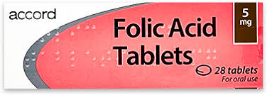 accord
Folic Acid
Tablets
5
mg
28 tablets
For oral use